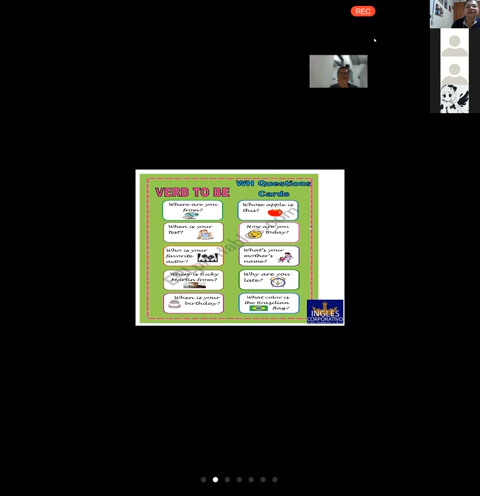 REC
WH Questions
Cards
VERB TO BE
Where are you
from?
Whose apple is
this?
When is your
test?
How are you
today?
Who is your
favorite
actor?
What's your
mother's
name?
Where is Ricky
Martin from?
Why are you
late?
When is your
birthday?
What color is
the Brazilian
flag?
INGLÉS
CORPORATIVO